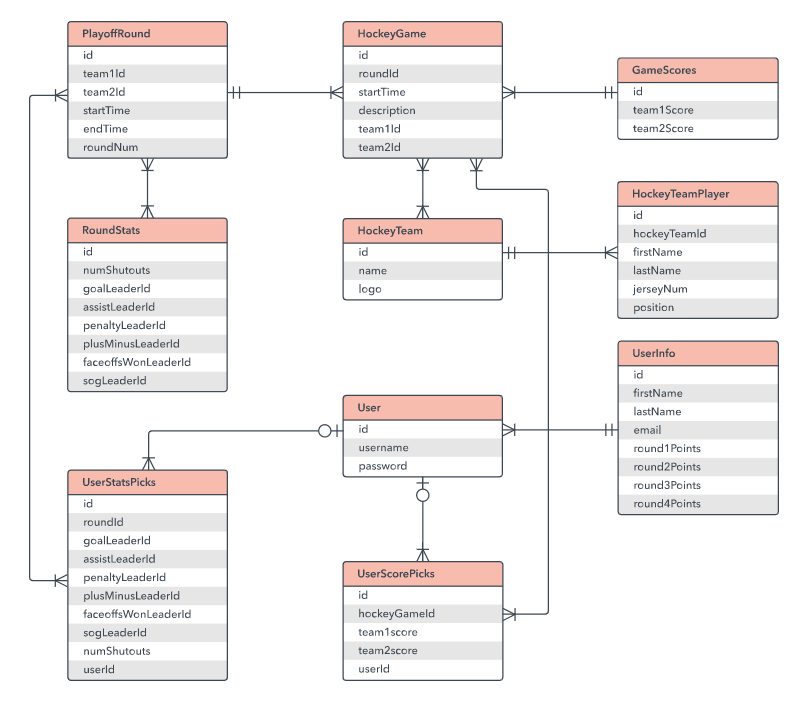 PlayoffRound
id
team1Id
team2Id
startTime
endTime
roundNum
HockeyGame
id
roundId
startTime
description
team1Id
team2Id
GameScores
id
team1Score
team2Score
RoundStats
id
numShutouts
goalLeaderId
assistLeaderId
penaltyLeaderId
plusMinusLeaderId
faceoffsWonLeaderId
sogLeaderId
HockeyTeam
id
name
logo
HockeyTeamPlayer
id
hockeyTeamId
firstName
lastName
jerseyNum
position
User
id
username
password
UserInfo
id
firstName
lastName
email
round1Points
round2Points
round3Points
round4Points
UserStatsPicks
id
roundId
goalLeaderId
assistLeaderId
penaltyLeaderId
plusMinusLeaderId
faceoffsWonLeaderId
sogLeaderId
numShutouts
userId
UserScorePicks
id
hockeyGameId
team1score
team2score
userId